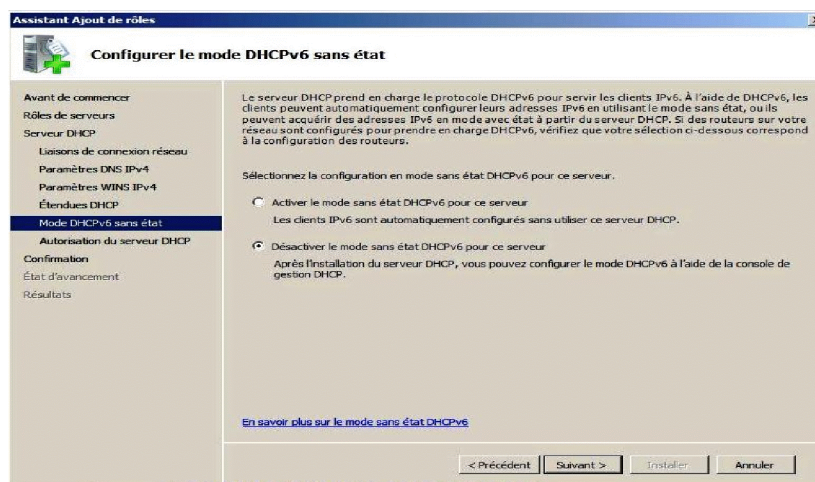 Assistant Ajout de rôles
Configurer le mode DHCPv6 sans état
Avant de commencer
Rôles de serveurs
Serveur DHCP
Liaisons de connexion réseau
Paramètres DNS IPv4
Paramètres WINS IPv4
Étendues DHCP
Mode DHCPv6 sans état
Autorisation du serveur DHCP
Confirmation
État d'avancement
Résultats
Le serveur DHCP prend en charge le protocole DHCPv6 pour servir les clients IPv6. À l'aide de DHCPv6, les
clients peuvent automatiquement configurer leurs adresses IPv6 en utilisant le mode sans état, ou ils
peuvent acquérir des adresses IPv6 en mode avec état à partir du serveur DHCP. Si des routeurs sur votre
réseau sont configurés pour prendre en charge DHCPv6, vérifiez que votre sélection ci-dessous correspond
à la configuration des routeurs.
Sélectionnez la configuration en mode sans état DHCPv6 pour ce serveur.
Activer le mode sans état DHCPv6 pour ce serveur
Les clients IPv6 sont automatiquement configurés sans utiliser ce serveur DHCP.
Désactiver le mode sans état DHCPv6 pour ce serveur
Après l'installation du serveur DHCP, vous pouvez configurer le mode DHCPv6 à l'aide de la console de
gestion DHCP.
En savoir plus sur le mode sans état DHCPv6
< Précédent
Suivant >
Installer
Annuler